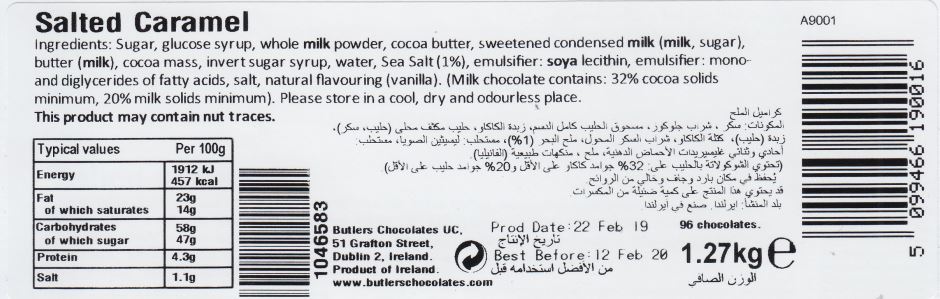 Salted Caramel
A9001
Ingredients: Sugar, glucose syrup, whole milk powder, cocoa butter, sweetened condensed milk (milk, sugar),
butter (milk), cocoa mass, invert sugar syrup, water, Sea Salt (1%), emulsifier: soya lecithin, emulsifier: mono-
and diglycerides of fatty acids, salt, natural flavouring (vanilla). (Milk chocolate contains: 32% cocoa solids
minimum, 20% milk solids minimum). Please store in a cool, dry and odourless place.
This product may contain nut traces.
كراميل الملح
المكونات: سكر ، شراب جلوكوز، مسحوق الحليب كامل الدسم، زبدة الكاكاو، حليب مكثف محلى (حليب، سكر)،
زبدة (حليب)، كتلة الكاكاو، شراب السكر المحول، ملح البحر (1%)، مستحلب: ليسيثين الصويا، مستحلب:
أحادي وثنائي غليسيريدات الأحماض الدهنية، ملح ، منكهات طبيعية (الفانيليا).
(تحتوي الشوكولاتة بالحليب على: 32% جوامد كاكاو على الأقل و20% جوامد حليب على الأقل)
يُحفظ في مكان بارد وجاف وخالي من الروائح
قد يحتوي هذا المنتج على كمية ضئيلة من المكسرات
بلد المنشأ: ايرلندا. صنع في ايرلندا.
Typical values Per 100g
Energy 1912 kJ
457 kcal
Fat 23g
of which saturates 14g
Carbohydrates 58g
of which sugar 47g
Protein 4.3g
Salt 1.1g
1046583
Butlers Chocolates UC,
51 Grafton Street,
Dublin 2, Ireland.
Product of Ireland.
www.butlerschocolates.com
Prod Date:22 Feb 19
تاريخ الإنتاج
Best Before:12 Feb 20
من الأفضل استخدامه قبل
96 chocolates.
1.27kg e
الوزن الصافي
5 099466 190016